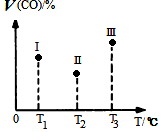 V(CO)/%
I
II
III
0 T₁ T₂ T₃ T/℃